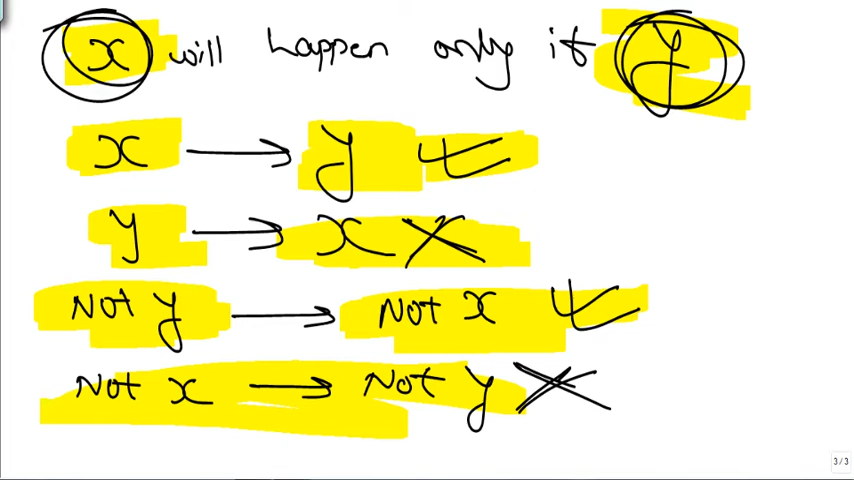 x will happen only if y
x → y ✓
y → x ✗
Not y → Not x ✓
Not x → Not y ✗
3/3